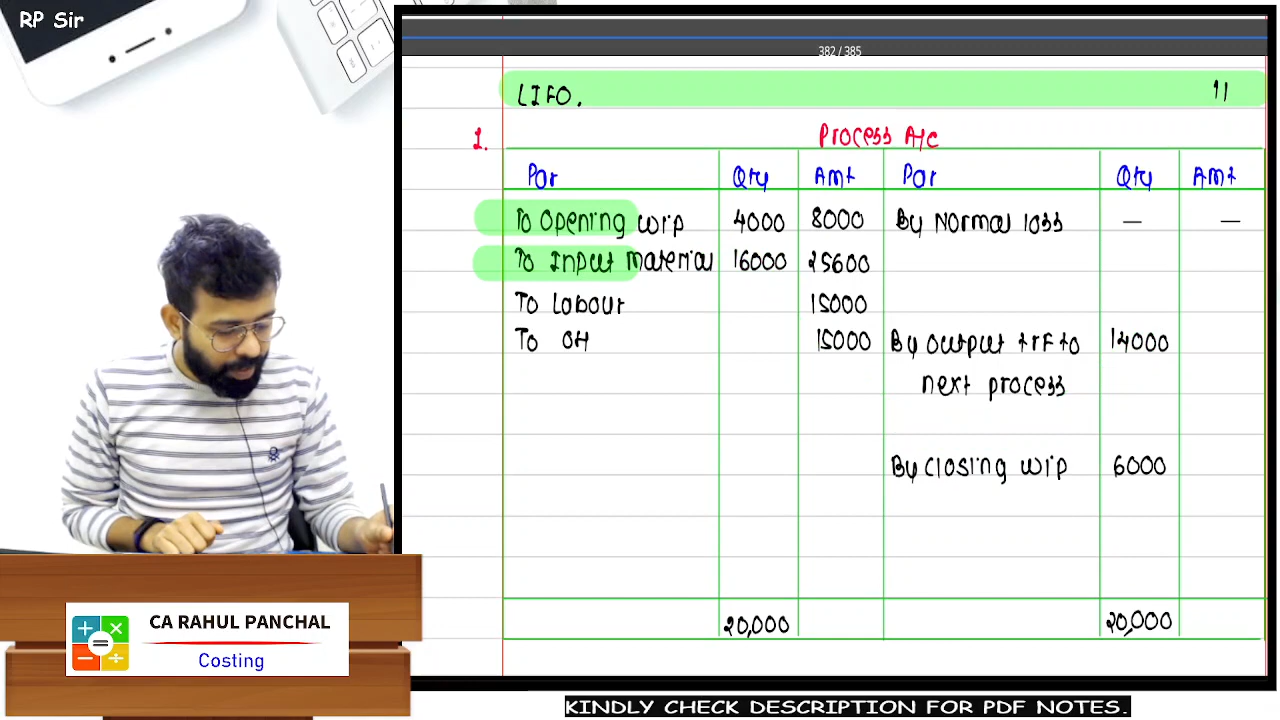 RP Sir
382 / 385
LIFO. 11
1. Process A/c
Par Qty Amt Par Qty Amt
To Opening wip 4000 8000 By Normal loss — —
To Input material 16000 25600
To Labour 15000
To OH 15000 By output trf to 14000
next process
By closing wip 6000
20,000 20,000
CA RAHUL PANCHAL
Costing
KINDLY CHECK DESCRIPTION FOR PDF NOTES.